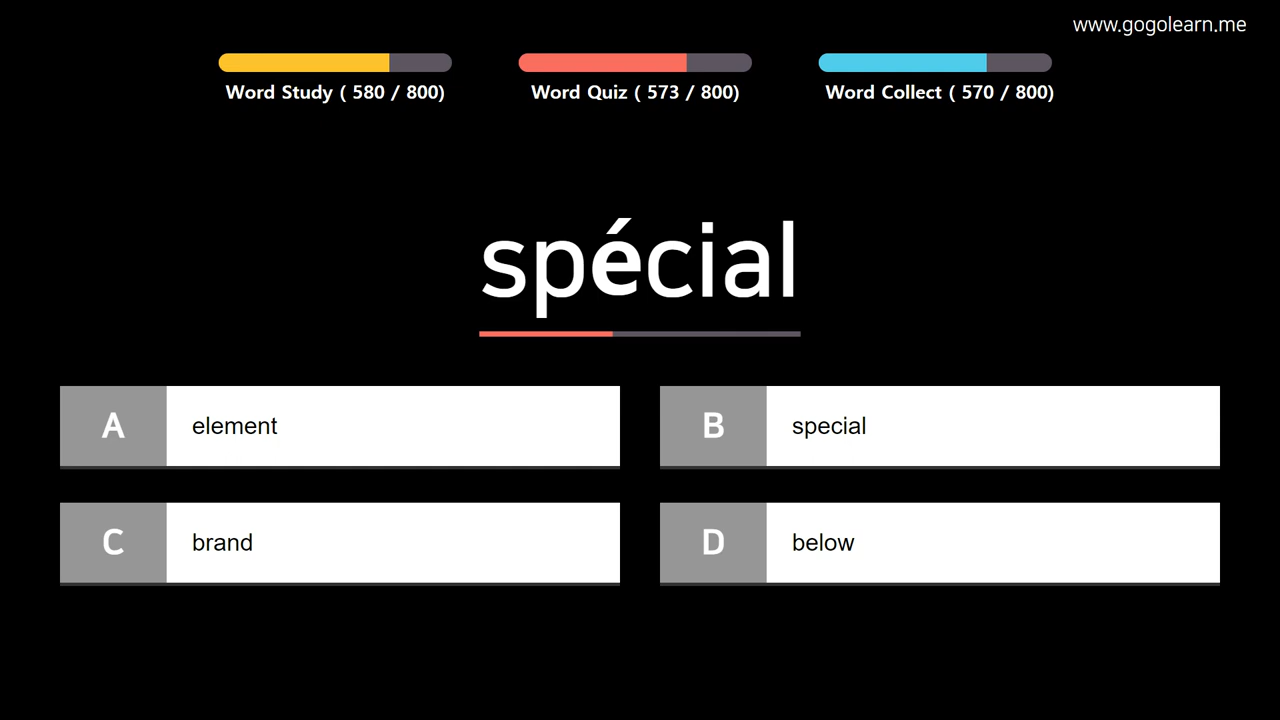 www.gogolearn.me
Word Study ( 580 / 800)
Word Quiz ( 573 / 800)
Word Collect ( 570 / 800)
spécial
A element
B special
C brand
D below